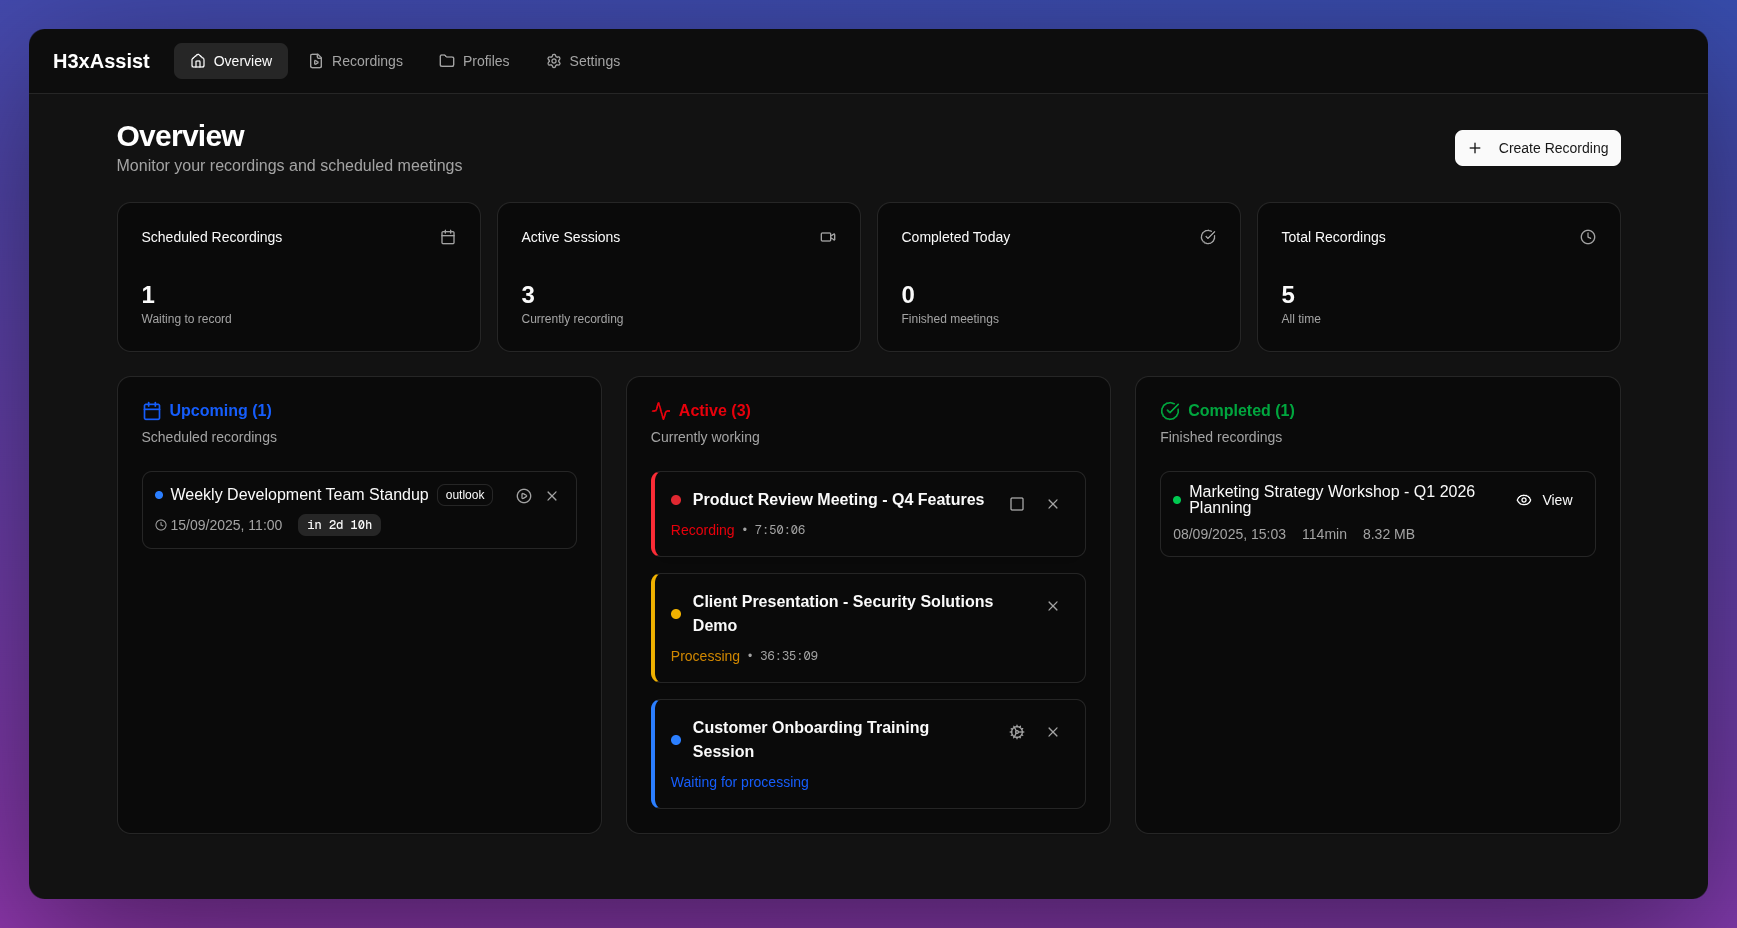 H3xAssist
Overview
Recordings
Profiles
Settings
Overview
Monitor your recordings and scheduled meetings
Create Recording
Scheduled Recordings
1
Waiting to record
Active Sessions
3
Currently recording
Completed Today
0
Finished meetings
Total Recordings
5
All time
Upcoming (1)
Scheduled recordings
Weekly Development Team Standup outlook
15/09/2025, 11:00 in 2d 10h
Active (3)
Currently working
Product Review Meeting - Q4 Features
Recording • 7:50:06
Client Presentation - Security Solutions
Demo
Processing • 36:35:09
Customer Onboarding Training
Session
Waiting for processing
Completed (1)
Finished recordings
Marketing Strategy Workshop - Q1 2026
Planning
View
08/09/2025, 15:03 114min 8.32 MB